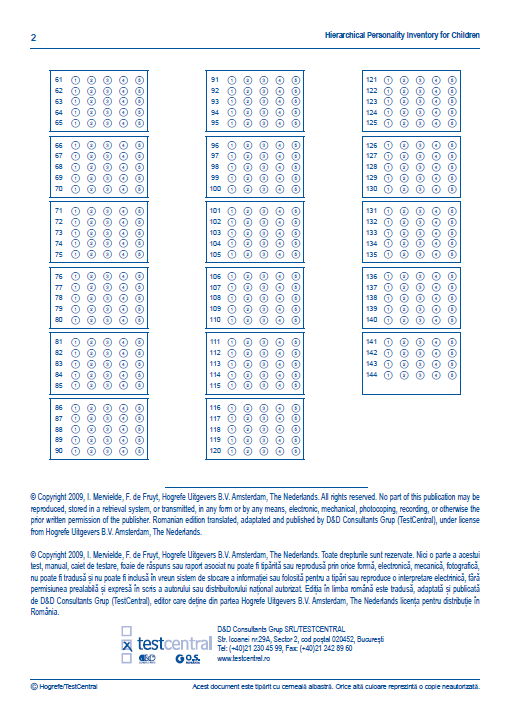 2
Hierarchical Personality Inventory for Children
61 1 2 3 4 5
62 1 2 3 4 5
63 1 2 3 4 5
64 1 2 3 4 5
65 1 2 3 4 5
66 1 2 3 4 5
67 1 2 3 4 5
68 1 2 3 4 5
69 1 2 3 4 5
70 1 2 3 4 5
71 1 2 3 4 5
72 1 2 3 4 5
73 1 2 3 4 5
74 1 2 3 4 5
75 1 2 3 4 5
76 1 2 3 4 5
77 1 2 3 4 5
78 1 2 3 4 5
79 1 2 3 4 5
80 1 2 3 4 5
81 1 2 3 4 5
82 1 2 3 4 5
83 1 2 3 4 5
84 1 2 3 4 5
85 1 2 3 4 5
86 1 2 3 4 5
87 1 2 3 4 5
88 1 2 3 4 5
89 1 2 3 4 5
90 1 2 3 4 5
91 1 2 3 4 5
92 1 2 3 4 5
93 1 2 3 4 5
94 1 2 3 4 5
95 1 2 3 4 5
96 1 2 3 4 5
97 1 2 3 4 5
98 1 2 3 4 5
99 1 2 3 4 5
100 1 2 3 4 5
101 1 2 3 4 5
102 1 2 3 4 5
103 1 2 3 4 5
104 1 2 3 4 5
105 1 2 3 4 5
106 1 2 3 4 5
107 1 2 3 4 5
108 1 2 3 4 5
109 1 2 3 4 5
110 1 2 3 4 5
111 1 2 3 4 5
112 1 2 3 4 5
113 1 2 3 4 5
114 1 2 3 4 5
115 1 2 3 4 5
116 1 2 3 4 5
117 1 2 3 4 5
118 1 2 3 4 5
119 1 2 3 4 5
120 1 2 3 4 5
121 1 2 3 4 5
122 1 2 3 4 5
123 1 2 3 4 5
124 1 2 3 4 5
125 1 2 3 4 5
126 1 2 3 4 5
127 1 2 3 4 5
128 1 2 3 4 5
129 1 2 3 4 5
130 1 2 3 4 5
131 1 2 3 4 5
132 1 2 3 4 5
133 1 2 3 4 5
134 1 2 3 4 5
135 1 2 3 4 5
136 1 2 3 4 5
137 1 2 3 4 5
138 1 2 3 4 5
139 1 2 3 4 5
140 1 2 3 4 5
141 1 2 3 4 5
142 1 2 3 4 5
143 1 2 3 4 5
144 1 2 3 4 5
© Copyright 2009, I. Mervielde, F. de Fruyt, Hogrefe Uitgevers B.V. Amsterdam, The Nederlands. All rights reserved. No part of this publication may be
reproduced, stored in a retrieval system, or transmitted, in any form or by any means, electronic, mechanical, photocoping, recording, or otherwise the
prior written permission of the publisher. Romanian edition translated, adaptated and published by D&D Consultants Grup (TestCentral), under license
from Hogrefe Uitgevers B.V. Amsterdam, The Nederlands.
© Copyright 2009, I. Mervielde, F. de Fruyt, Hogrefe Uitgevers B.V. Amsterdam, The Nederlands. Toate drepturile sunt rezervate. Nici o parte a acestui
test, manual, caiet de testare, foaie de răspuns sau raport asociat nu poate fi tipărită sau reprodusă prin orice formă, electronică, mecanică, fotografică,
nu poate fi tradusă și nu poate fi inclusă în vreun sistem de stocare a informației sau folosită pentru a tipări sau reproduce o interpretare electrinică, fără
permisiunea prealabilă și expresă în scris a autorului sau distribuitorului național autorizat. Ediția în limba română este tradusă, adaptată și publicată
de D&D Consultants Grup (TestCentral), editor care deține din partea Hogrefe Uitgevers B.V. Amsterdam, The Nederlands licența pentru distribuție în
România.
testcentral
D&D
O.S.
D&D Consultants Grup SRL/TESTCENTRAL
Str. Icoanei nr.29A, Sector 2, cod poștal 020452, București
Tel: (+40)21 230 45 99, Fax: (+40)21 242 89 60
www.testcentral.ro
© Hogrefe/TestCentral
Acest document este tipărit cu cerneală albastră. Orice altă culoare reprezintă o copie neautorizată.